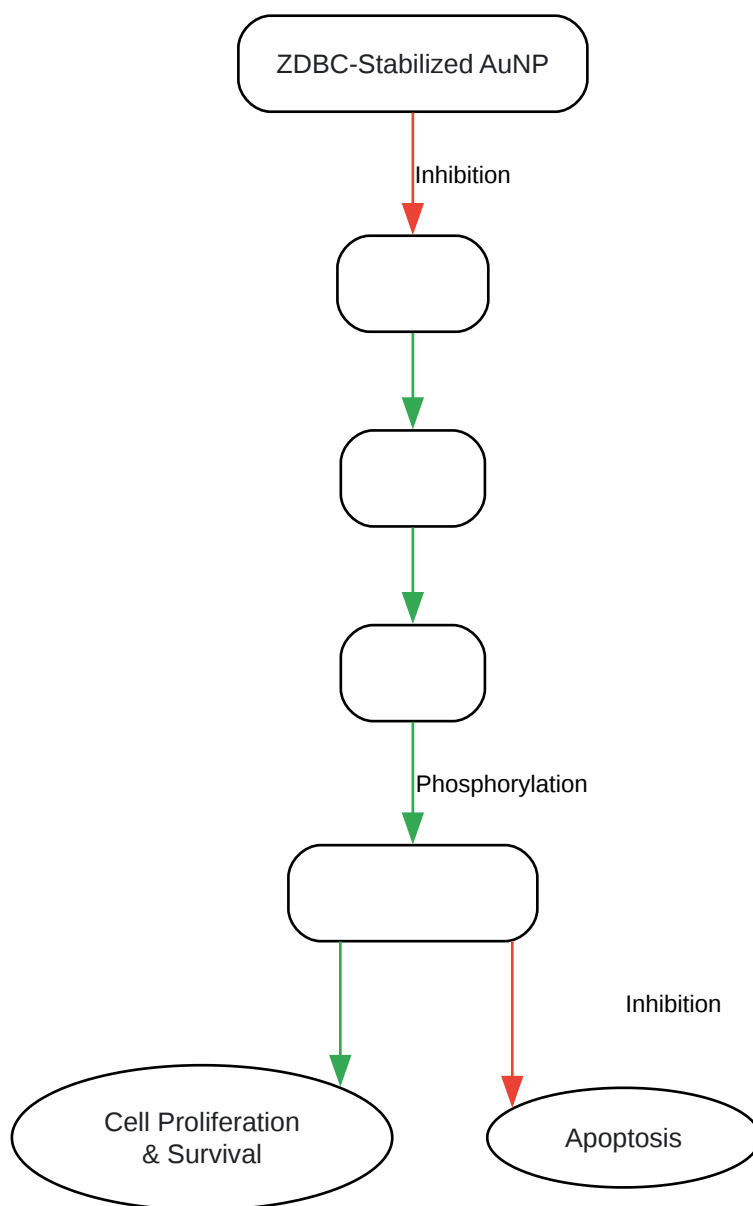 ZDBC-Stabilized AuNP
Inhibition
Phosphorylation
Inhibition
Cell Proliferation
& Survival
Apoptosis